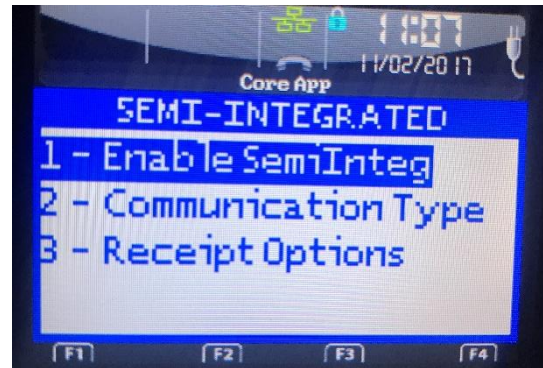 11:07
11/02/2017
Core App
SEMI-INTEGRATED
1 - Enable SemiInteg
2 - Communication Type
3 - Receipt Options
F1 F2 F3 F4